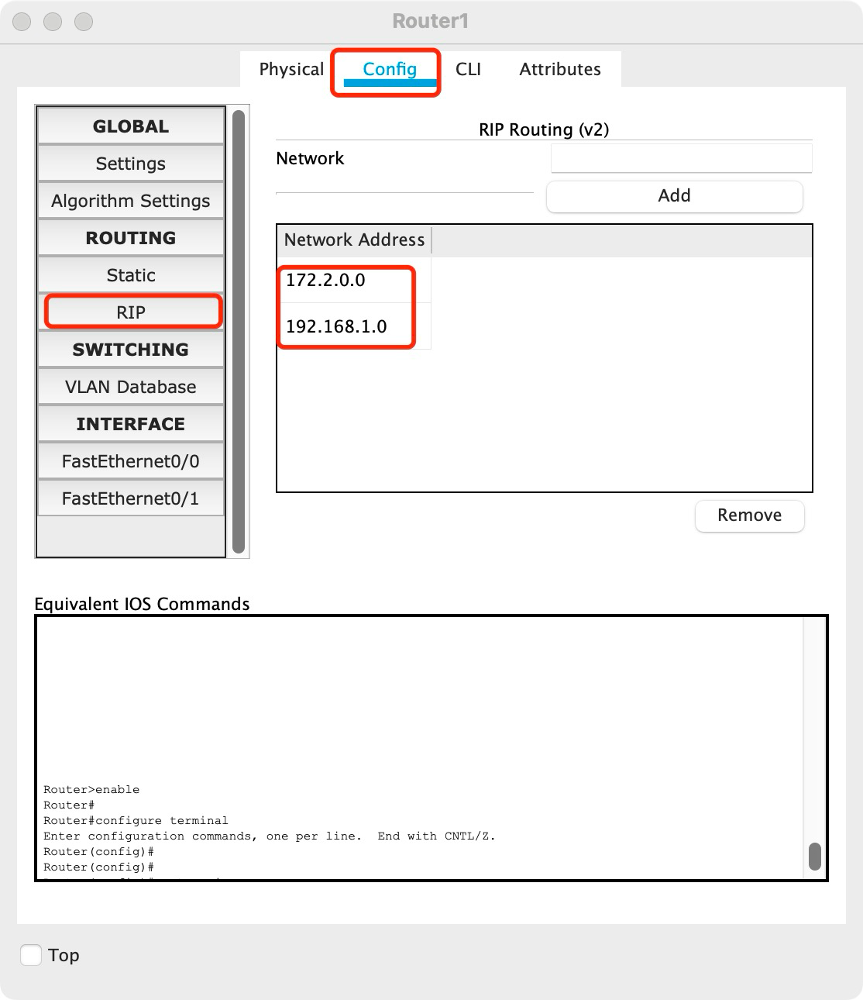 Router1
Physical Config CLI Attributes
GLOBAL
Settings
Algorithm Settings
ROUTING
Static
RIP
SWITCHING
VLAN Database
INTERFACE
FastEthernet0/0
FastEthernet0/1
RIP Routing (v2)
Network
Add
Network Address
172.2.0.0
192.168.1.0
Remove
Equivalent IOS Commands
Router>enable
Router#
Router#configure terminal
Enter configuration commands, one per line.  End with CNTL/Z.
Router(config)#
Router(config)#
Top